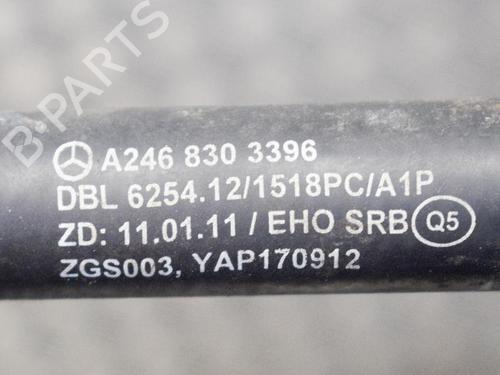 B-PARTS
A246 830 3396
DBL 6254.12/1518PC/A1P
ZD: 11.01.11 / EHO SRB Q5
ZGS003, YAP170912